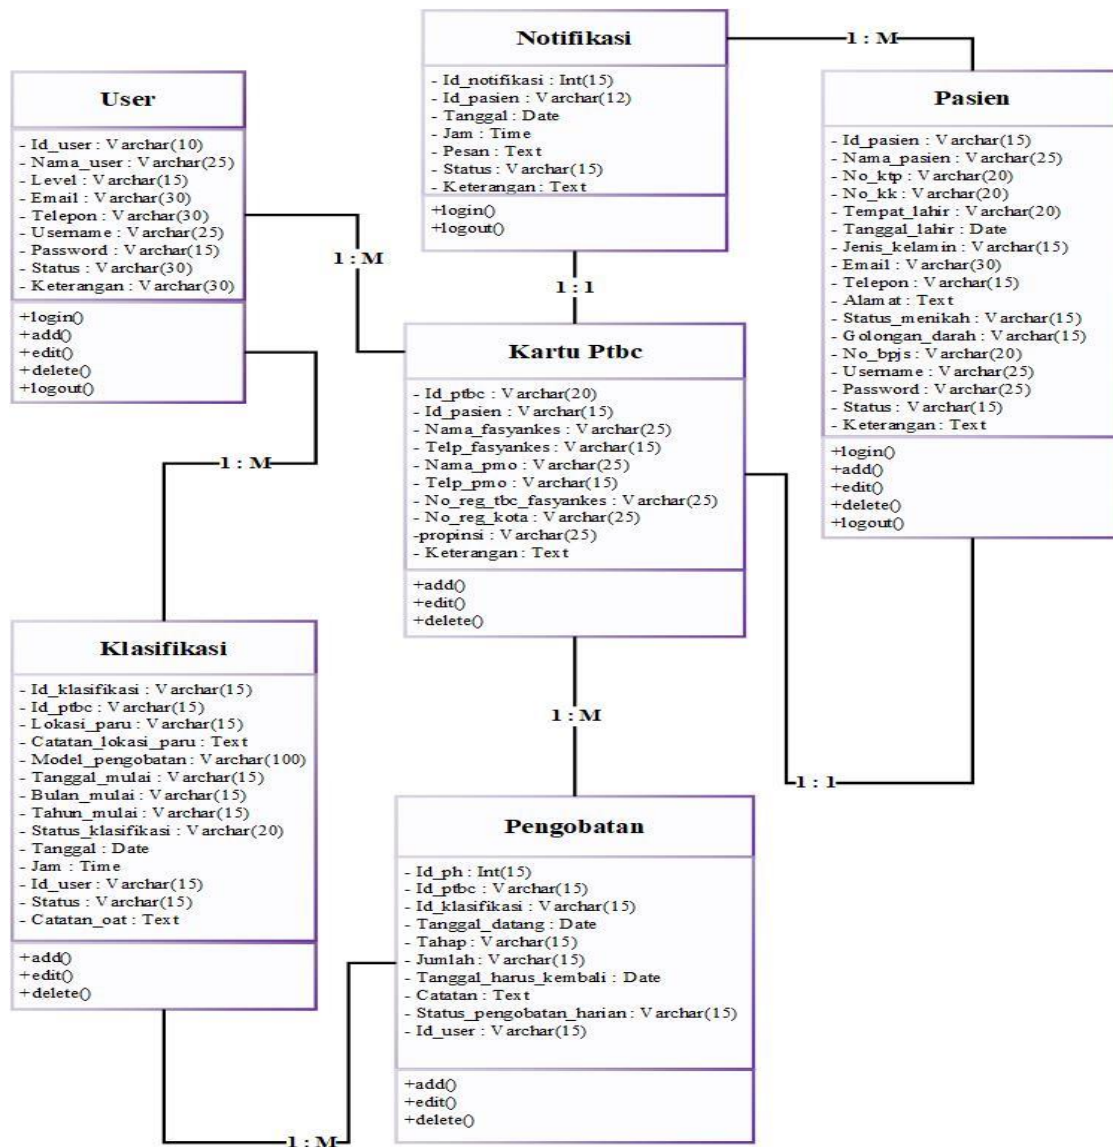 Notifikasi
- Id_notifikasi : Int(15)
- Id_pasien : Varchar(12)
- Tanggal : Date
- Jam : Time
- Pesan : Text
- Status : Varchar(15)
- Keterangan : Text
+login()
+logout()
1 : M
User
- Id_user : Varchar(10)
- Nama_user : Varchar(25)
- Level : Varchar(15)
- Email : Varchar(30)
- Telepon : Varchar(30)
- Username : Varchar(25)
- Password : Varchar(15)
- Status : Varchar(30)
- Keterangan : Varchar(30)
+login()
+add()
+edit()
+delete()
+logout()
Pasien
- Id_pasien : Varchar(15)
- Nama_pasien : Varchar(25)
- No_ktp : Varchar(20)
- No_kk : Varchar(20)
- Tempat_lahir : Varchar(20)
- Tanggal_lahir : Date
- Jenis_kelamin : Varchar(15)
- Email : Varchar(30)
- Telepon : Varchar(15)
- Alamat : Text
- Status_menikah : Varchar(15)
- Golongan_darah : Varchar(15)
- No_bpjs : Varchar(20)
- Username : Varchar(25)
- Password : Varchar(25)
- Status : Varchar(15)
- Keterangan : Text
+login()
+add()
+edit()
+delete()
+logout()
1 : M
1 : 1
Kartu Ptbc
- Id_ptbc : Varchar(20)
- Id_pasien : Varchar(15)
- Nama_fasyankes : Varchar(25)
- Telp_fasyankes : Varchar(15)
- Nama_pmo : Varchar(25)
- Telp_pmo : Varchar(15)
- No_reg_tbc_fasyankes : Varchar(25)
- No_reg_kota : Varchar(25)
-propinsi : Varchar(25)
- Keterangan : Text
+add()
+edit()
+delete()
1 : M
Klasifikasi
- Id_klasifikasi : Varchar(15)
- Id_ptbc : Varchar(15)
- Lokasi_paru : Varchar(15)
- Catatan_lokasi_paru : Text
- Model_pengobatan : Varchar(100)
- Tanggal_mulai : Varchar(15)
- Bulan_mulai : Varchar(15)
- Tahun_mulai : Varchar(15)
- Status_klasifikasi : Varchar(20)
- Tanggal : Date
- Jam : Time
- Id_user : Varchar(15)
- Status : Varchar(15)
- Catatan_oat : Text
+add()
+edit()
+delete()
1 : M
1 : 1
Pengobatan
- Id_ph : Int(15)
- Id_ptbc : Varchar(15)
- Id_klasifikasi : Varchar(15)
- Tanggal_datang : Date
- Tahap : Varchar(15)
- Jumlah : Varchar(15)
- Tanggal_harus_kembali : Date
- Catatan : Text
- Status_pengobatan_harian : Varchar(15)
- Id_user : Varchar(15)
+add()
+edit()
+delete()
1 : M